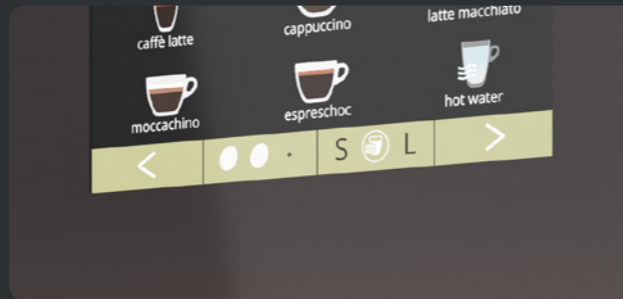 caffè latte
cappuccino
latte macchiato
moccachino
espreschoc
hot water
< S L >